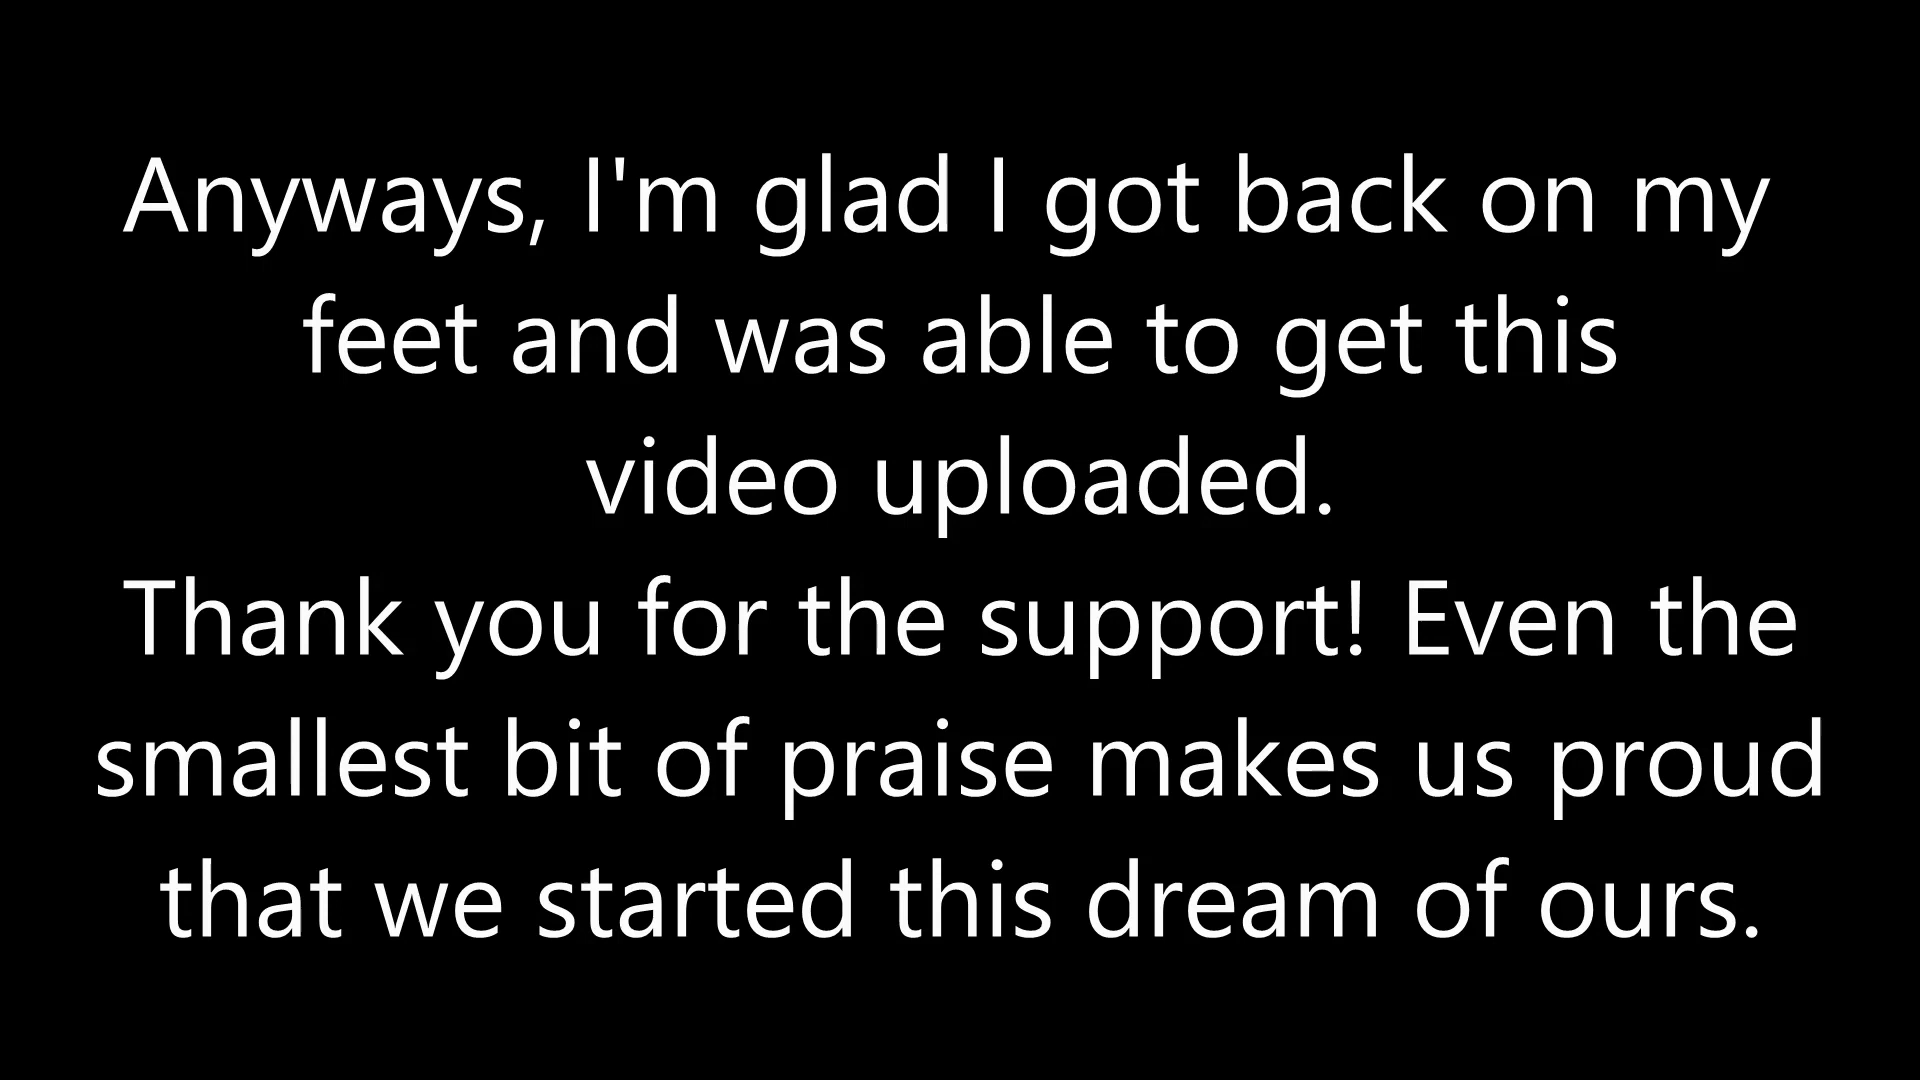 Anyways, I'm glad I got back on my
feet and was able to get this
video uploaded.
Thank you for the support! Even the
smallest bit of praise makes us proud
that we started this dream of ours.